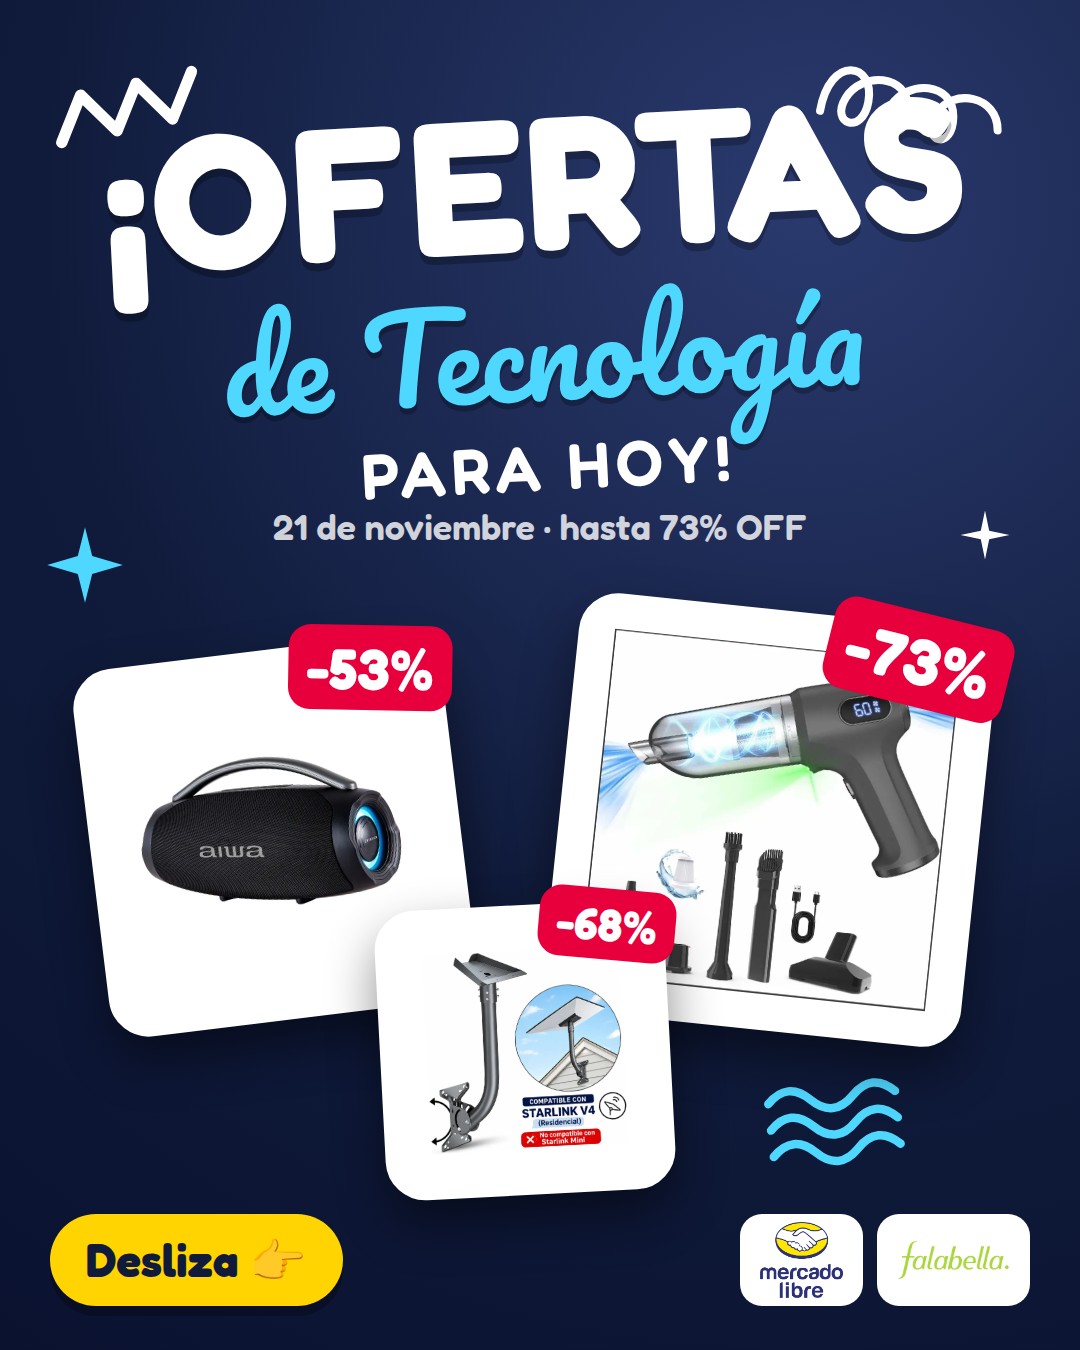 ¡OFERTAS
de Tecnología
PARA HOY!
21 de noviembre · hasta 73% OFF
-53%
-73%
60
aiwa
-68%
COMPATIBLE CON
STARLINK V4
(Residencial)
No compatible con
Starlink Mini
Desliza
mercado
libre
falabella.